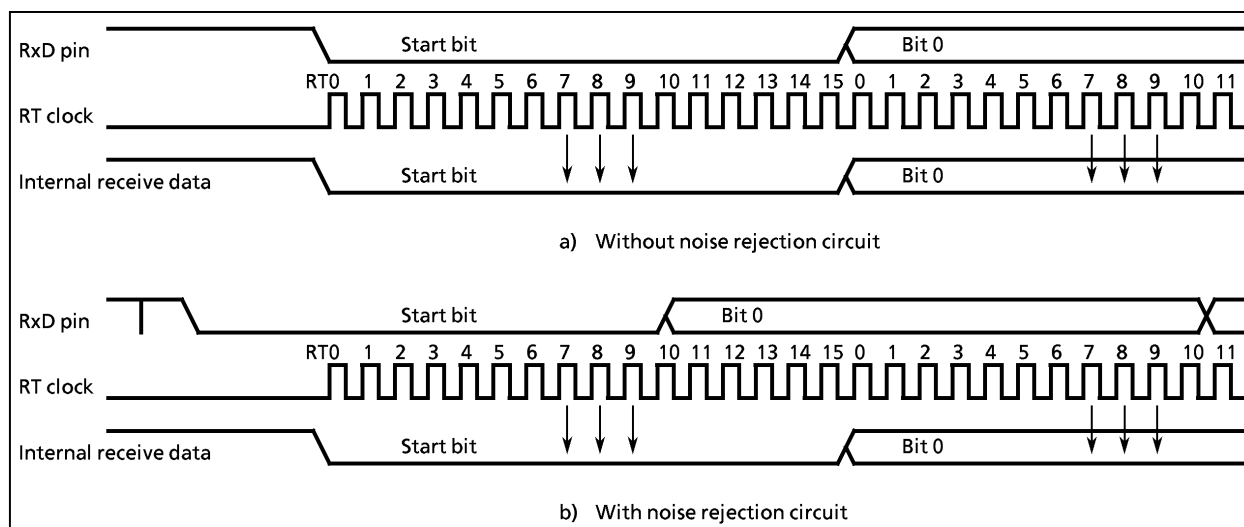 RxD pin Start bit Bit 0
RT0 1 2 3 4 5 6 7 8 9 10 11 12 13 14 15 0 1 2 3 4 5 6 7 8 9 10 11
RT clock
Internal receive data Start bit Bit 0
a) Without noise rejection circuit
RxD pin Start bit Bit 0
RT0 1 2 3 4 5 6 7 8 9 10 11 12 13 14 15 0 1 2 3 4 5 6 7 8 9 10 11
RT clock
Internal receive data Start bit Bit 0
b) With noise rejection circuit